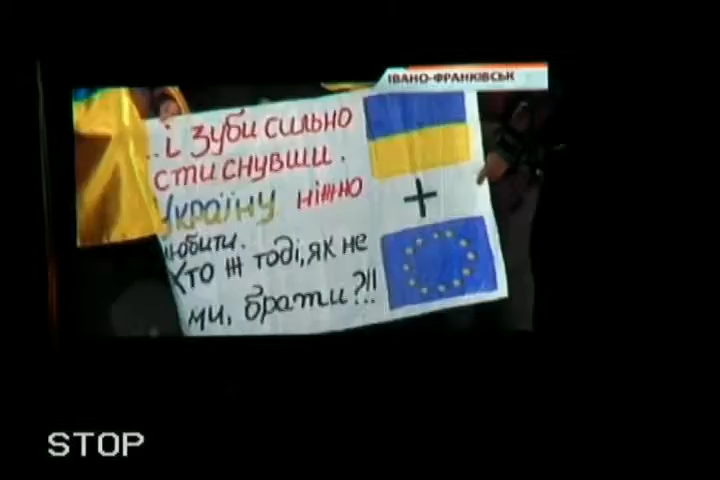 ІВАНО-ФРАНКІВСЬК
..і зуби сильно
стиснувши.
Україну ніжно
любити.
Хто ж тоді, як не
ми, брати?!!
+
STOP